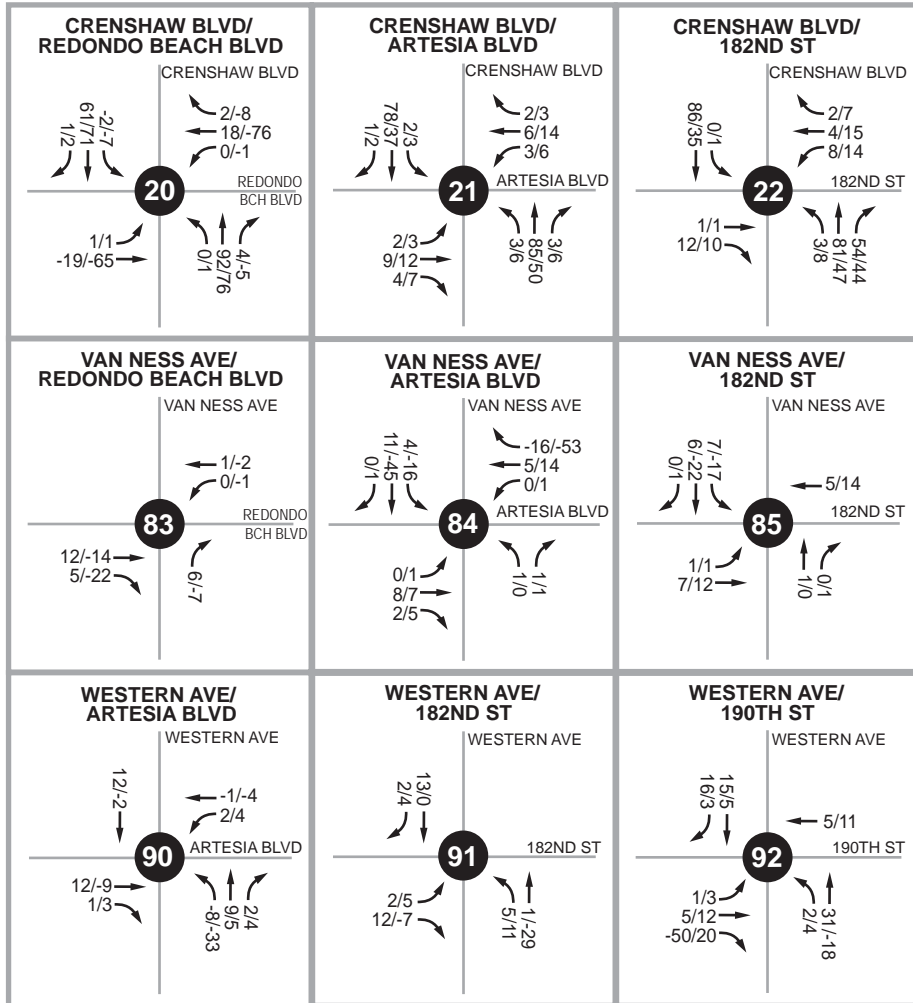 CRENSHAW BLVD/
REDONDO BEACH BLVD
CRENSHAW BLVD
1/2
61/71
-2/-7
2/-8
18/-76
0/-1
20
REDONDO
BCH BLVD
1/1
-19/-65
0/1
92/76
4/-5
CRENSHAW BLVD/
ARTESIA BLVD
CRENSHAW BLVD
1/2
78/37
2/3
2/3
6/14
3/6
21
ARTESIA BLVD
2/3
9/12
4/7
3/6
85/50
3/6
CRENSHAW BLVD/
182ND ST
CRENSHAW BLVD
86/35
0/1
2/7
4/15
8/14
22
182ND ST
1/1
12/10
3/8
81/47
54/44
VAN NESS AVE/
REDONDO BEACH BLVD
VAN NESS AVE
1/-2
0/-1
83
REDONDO
BCH BLVD
12/-14
5/-22
6/-7
VAN NESS AVE/
ARTESIA BLVD
VAN NESS AVE
0/1
11/-45
4/-16
-16/-53
5/14
0/1
84
ARTESIA BLVD
0/1
8/7
2/5
1/0
1/1
VAN NESS AVE/
182ND ST
VAN NESS AVE
0/1
6/-22
7/-17
5/14
85
182ND ST
1/1
7/12
1/0
0/1
WESTERN AVE/
ARTESIA BLVD
WESTERN AVE
12/-2
-1/-4
2/4
90
ARTESIA BLVD
12/-9
1/3
-8/-33
9/5
2/4
WESTERN AVE/
182ND ST
WESTERN AVE
2/4
13/0
91
182ND ST
2/5
12/-7
5/11
1/-29
WESTERN AVE/
190TH ST
WESTERN AVE
16/3
15/5
5/11
92
190TH ST
1/3
5/12
-50/20
2/4
31/-18